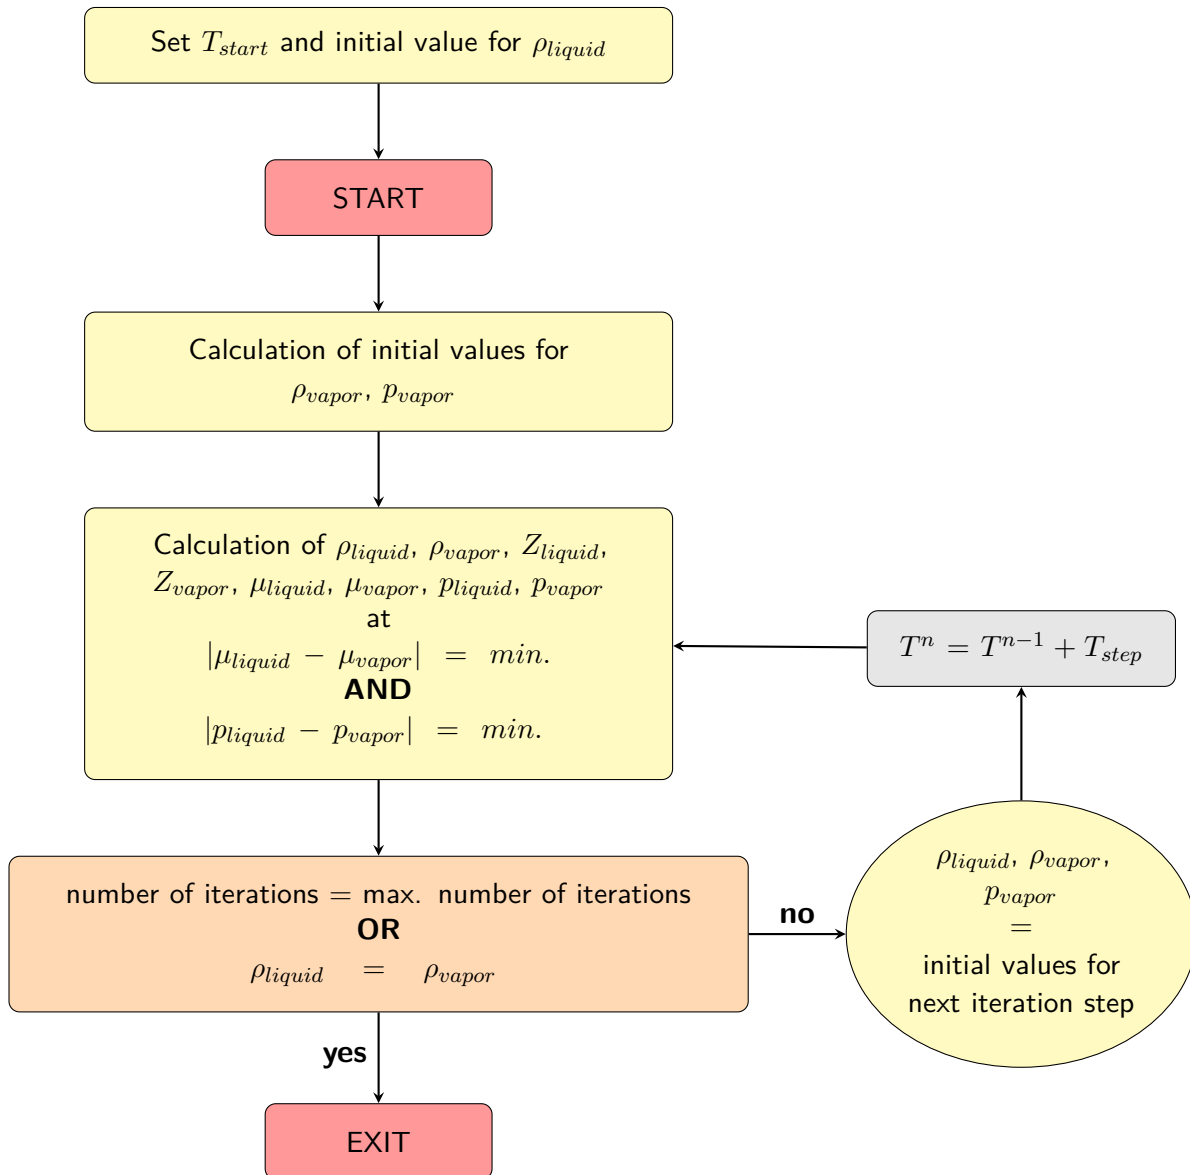 Set T_start and initial value for ρ_liquid
START
Calculation of initial values for
ρ_vapor, p_vapor
Calculation of ρ_liquid, ρ_vapor, Z_liquid,
Z_vapor, μ_liquid, μ_vapor, p_liquid, p_vapor
at
|μ_liquid − μ_vapor| = min.
AND
|p_liquid − p_vapor| = min.
T^n = T^{n−1} + T_step
number of iterations = max. number of iterations
OR
ρ_liquid = ρ_vapor
no
ρ_liquid, ρ_vapor,
p_vapor
=
initial values for
next iteration step
yes
EXIT